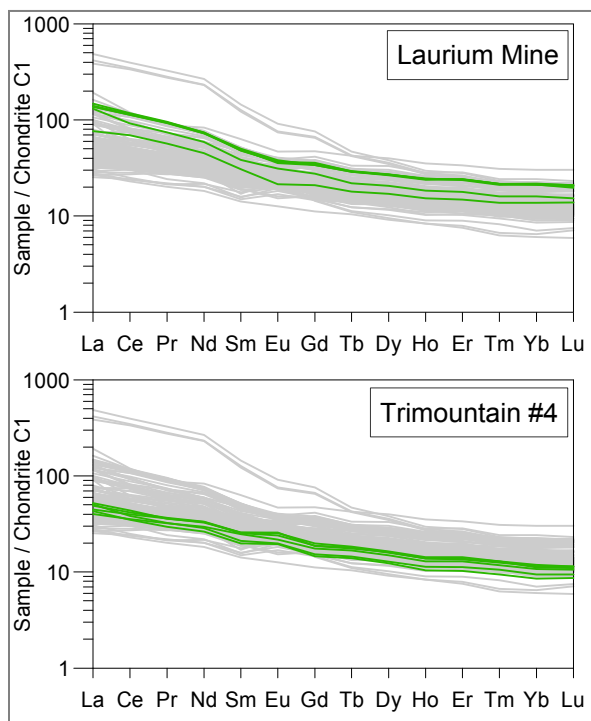 1000
Laurium Mine
100
10
1
Sample / Chondrite C1
La Ce Pr Nd Sm Eu Gd Tb Dy Ho Er Tm Yb Lu
1000
Trimountain #4
100
10
1
Sample / Chondrite C1
La Ce Pr Nd Sm Eu Gd Tb Dy Ho Er Tm Yb Lu